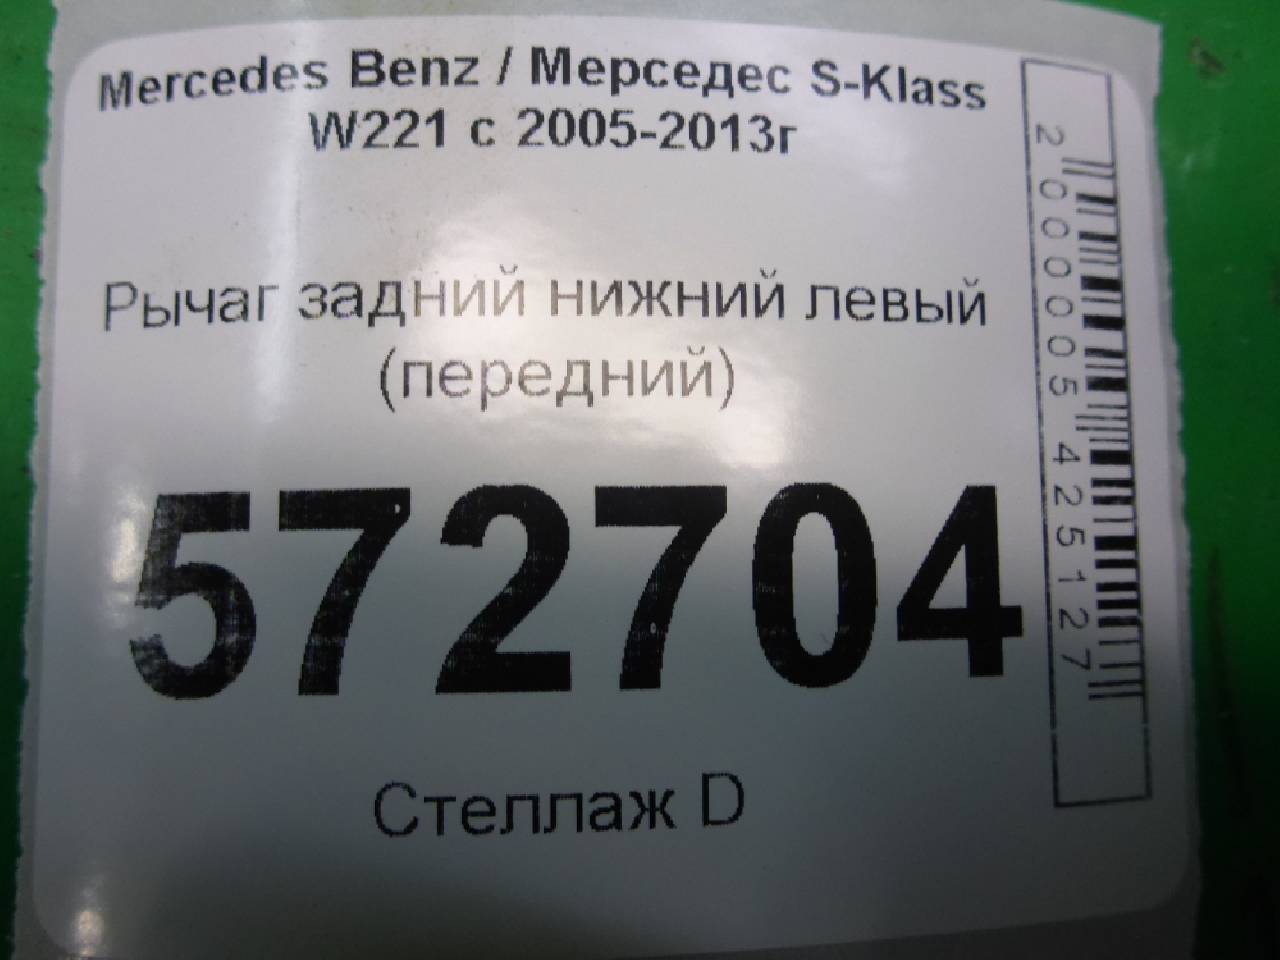 Mercedes Benz / Мерседес S-Klass
W221 с 2005-2013г
Рычаг задний нижний левый
(передний)
572704
Стеллаж D
2000005425127